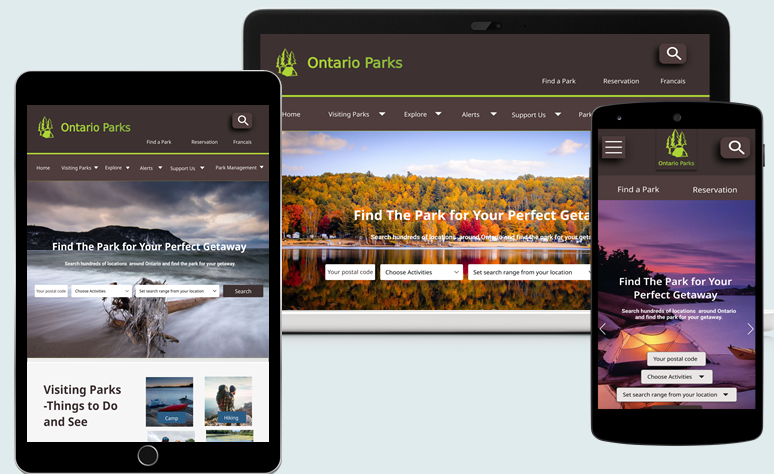 Ontario Parks
Find a Park Reservation Francais
Home Visiting Parks Explore Alerts Support Us
Find The Park for Your Perfect
Search hundreds of locations around Ontario and find the park for your
Your postal code Choose Activities Set search range from your location
Ontario Parks
Find a Park Reservation Francais
Home Visiting Parks Explore Alerts Support Us Park Management
Find The Park for Your Perfect Getaway
Search hundreds of locations around Ontario and find the park for your getaway.
Your postal code Choose Activities Set search range from your location Search
Visiting Parks
-Things to Do
and See
Camp
Hiking
Ontario Parks
Find a Park Reservation
Find The Park for Your
Perfect Getaway
Search hundreds of locations around Ontario
and find the park for your getaway.
Your postal code
Choose Activities
Set search range from your location